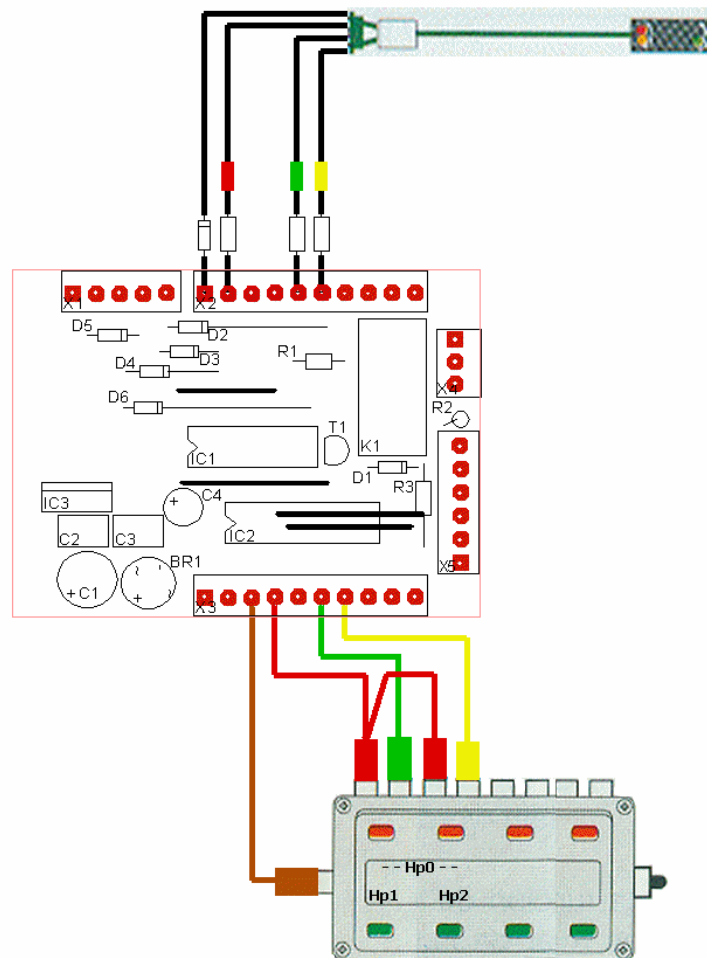 X1
X2
D5
D2
D3
D4
R1
D6
X4
R2
T1
K1
IC1
D1
R3
C4
IC3
IC2
C2
C3
BR1
X5
+ C1
+
+
X3
- - Hp0 - -
Hp1 Hp2